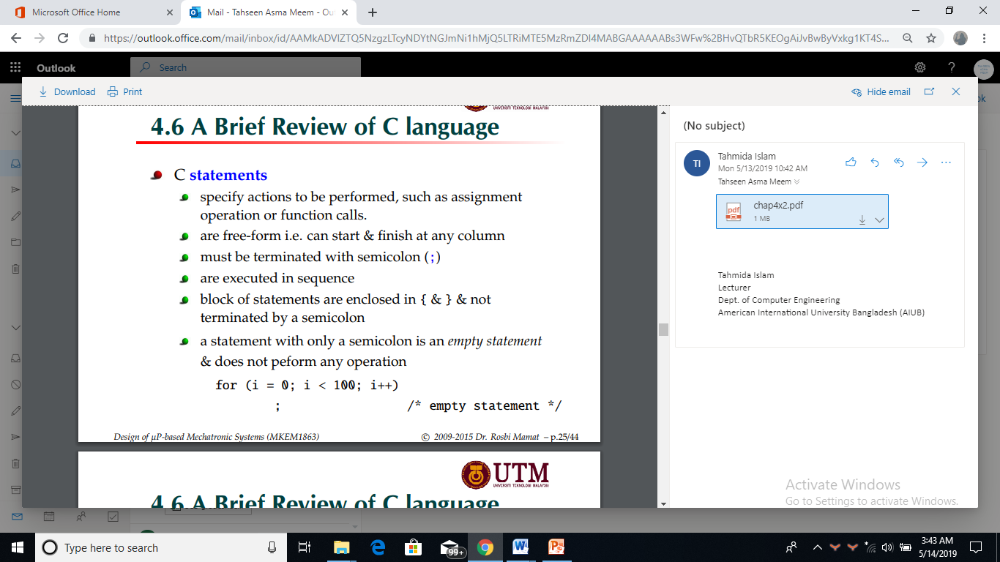 Microsoft Office Home
Mail - Tahseen Asma Meem - Ou
https://outlook.office.com/mail/inbox/id/AAMkADVlZTQ5NzgzLTcyNDYtNGJmNi1hMjQ5LTRiMTE5MzRmZDI4MABGAAAAAABs3WFw%2BHvQTbR5KEOgAiJvBwByVxkg1KT4S...
Outlook
Search
Download
Print
Hide email
UNIVERSITI TEKNOLOGI MALAYSIA
4.6 A Brief Review of C language
C statements
specify actions to be performed, such as assignment
operation or function calls.
are free-form i.e. can start & finish at any column
must be terminated with semicolon (;)
are executed in sequence
block of statements are enclosed in { & } & not
terminated by a semicolon
a statement with only a semicolon is an empty statement
& does not peform any operation
for (i = 0; i < 100; i++)
; /* empty statement */
Design of µP-based Mechatronic Systems (MKEM1863) © 2009-2015 Dr. Rosbi Mamat – p.25/44
UTM
UNIVERSITI TEKNOLOGI MALAYSIA
4.6 A Brief Review of C language
(No subject)
TI
Tahmida Islam
Mon 5/13/2019 10:42 AM
Tahseen Asma Meem
pdf
chap4x2.pdf
1 MB
Tahmida Islam
Lecturer
Dept. of Computer Engineering
American International University Bangladesh (AIUB)
Activate Windows
Go to Settings to activate Windows.
Type here to search
99+
3:43 AM
5/14/2019